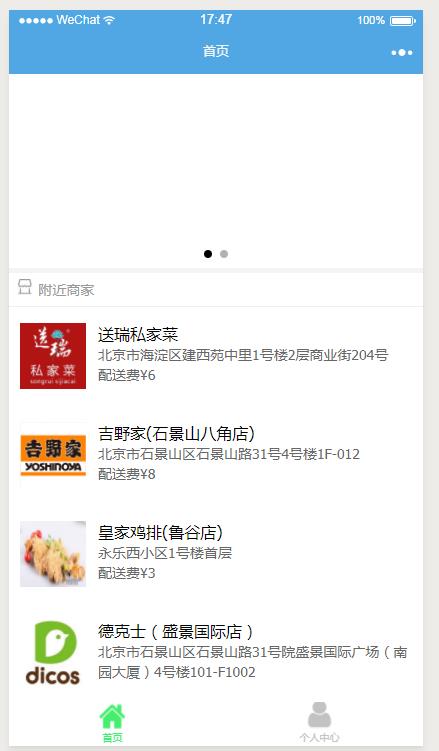 WeChat 17:47 100%
首页
附近商家
送瑞
私家菜
songrui sijiacai
送瑞私家菜
北京市海淀区建西苑中里1号楼2层商业街204号
配送费¥6
吉野家
YOSHINOYA
吉野家(石景山八角店)
北京市石景山区石景山路31号4号楼1F-012
配送费¥8
皇家鸡排(鲁谷店)
永乐西小区1号楼首层
配送费¥3
dicos
德克士（盛景国际店）
北京市石景山区石景山路31号院盛景国际广场（南
园大厦）4号楼101-F1002
首页
个人中心